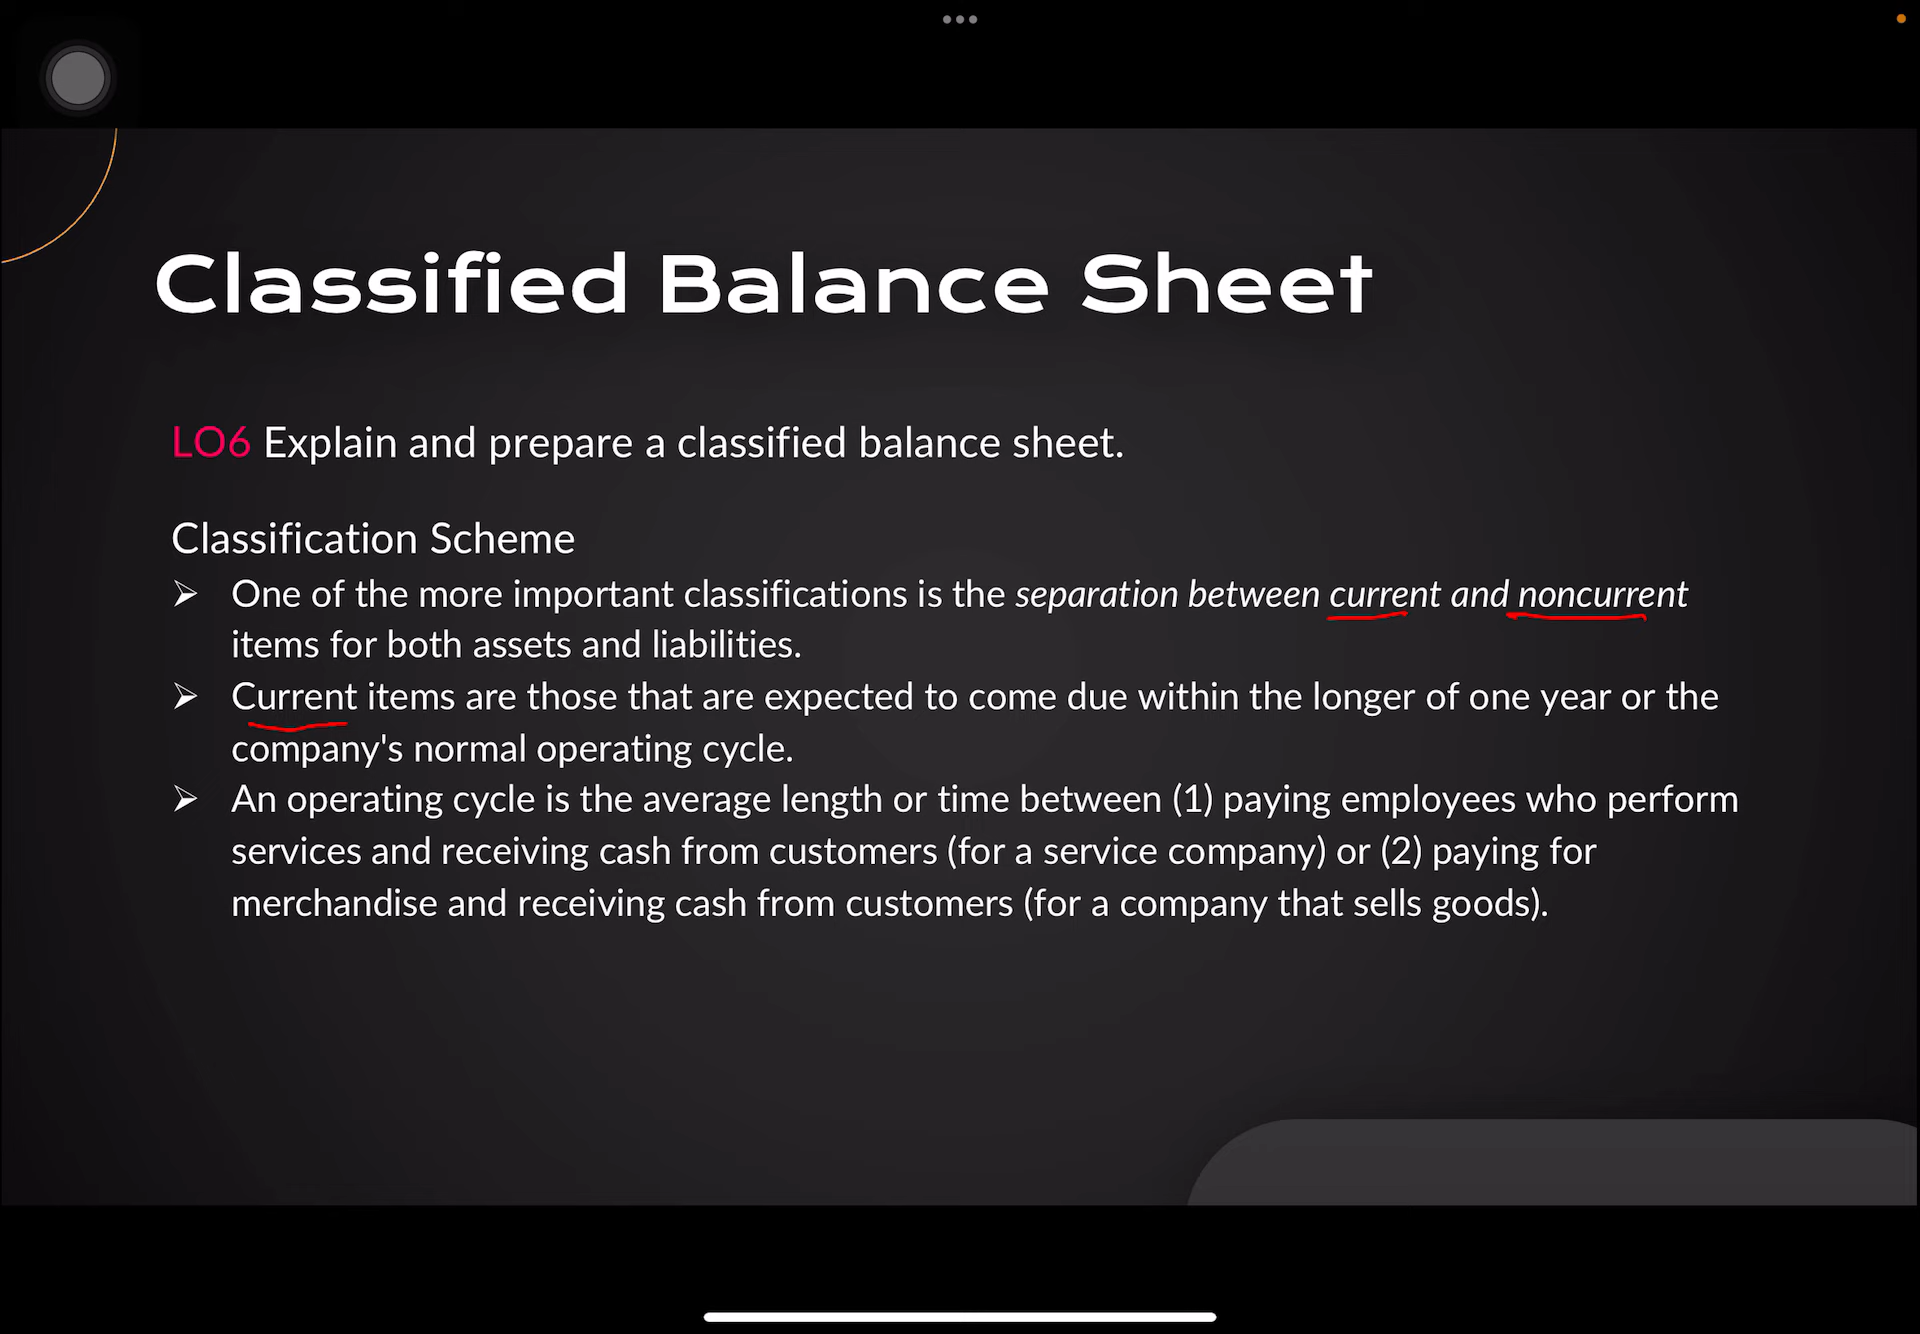 Classified Balance Sheet
LO6 Explain and prepare a classified balance sheet.
Classification Scheme
➢ One of the more important classifications is the separation between current and noncurrent
items for both assets and liabilities.
➢ Current items are those that are expected to come due within the longer of one year or the
company's normal operating cycle.
➢ An operating cycle is the average length or time between (1) paying employees who perform
services and receiving cash from customers (for a service company) or (2) paying for
merchandise and receiving cash from customers (for a company that sells goods).